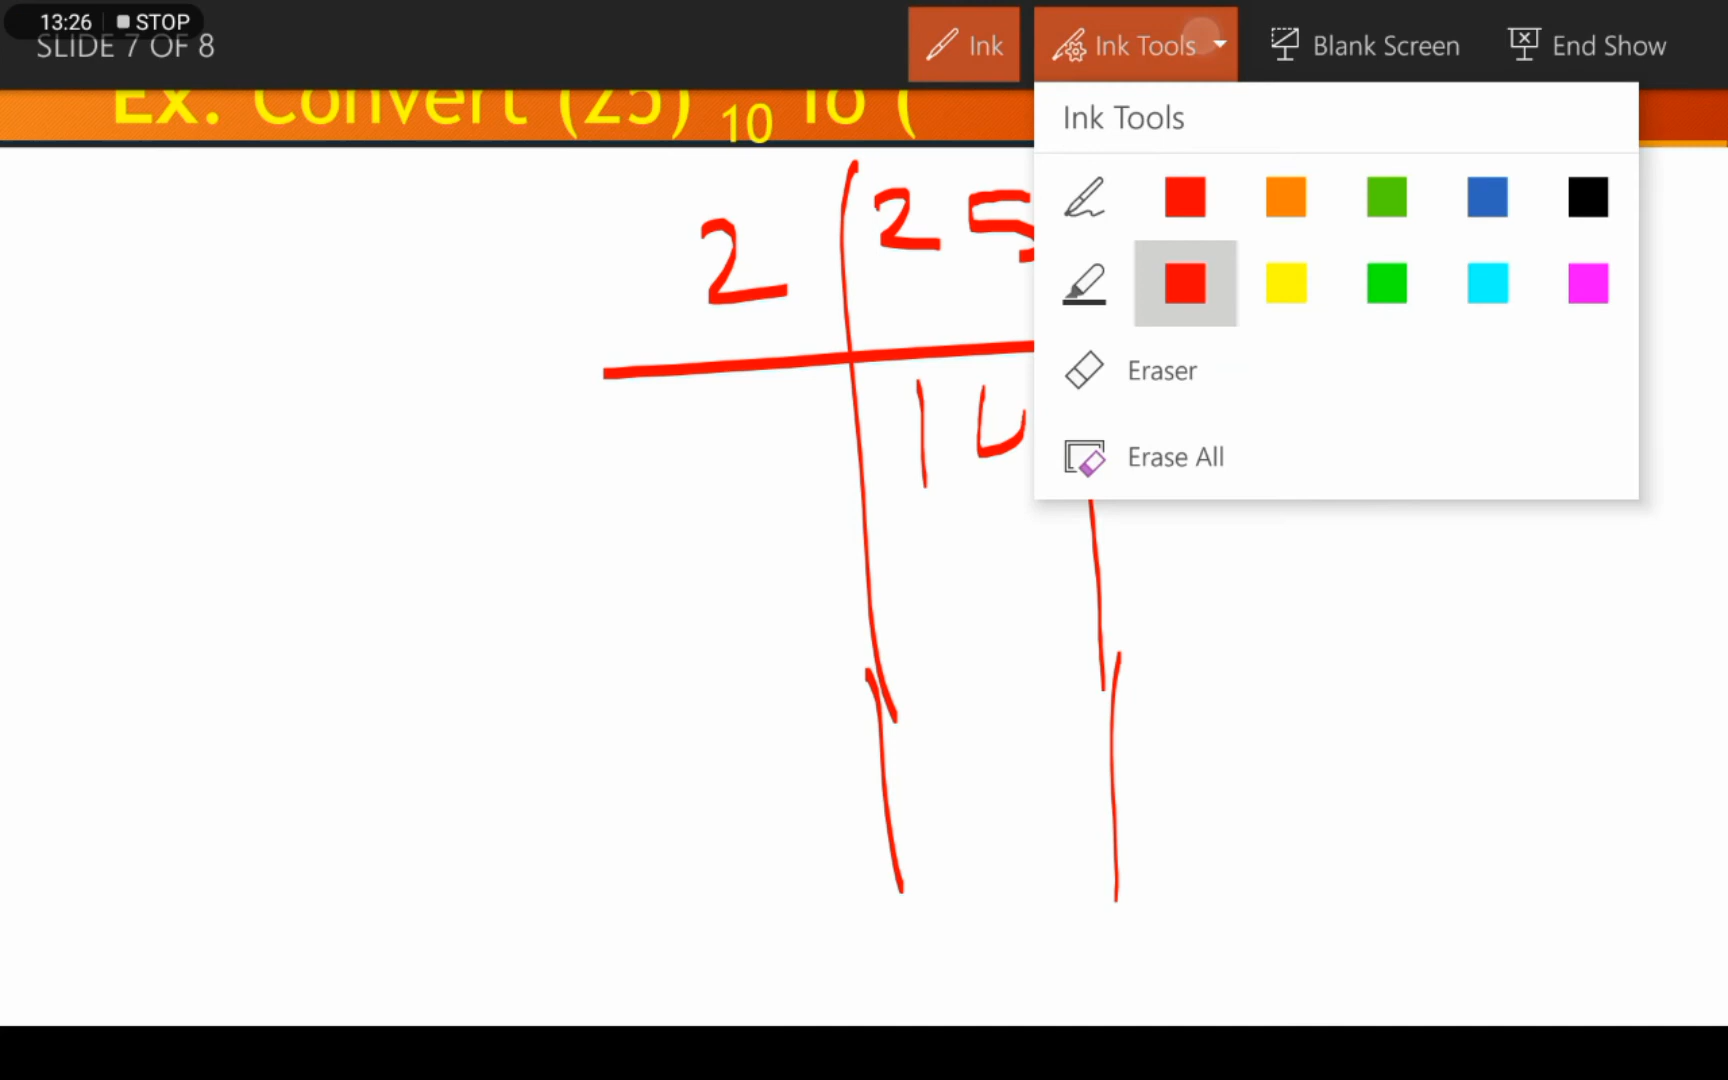 13:26 STOP
SLIDE 7 OF 8
Ink
Ink Tools
Blank Screen
End Show
Ex. Convert (25) 10 To (
Ink Tools
2 25
1
Eraser
Erase All